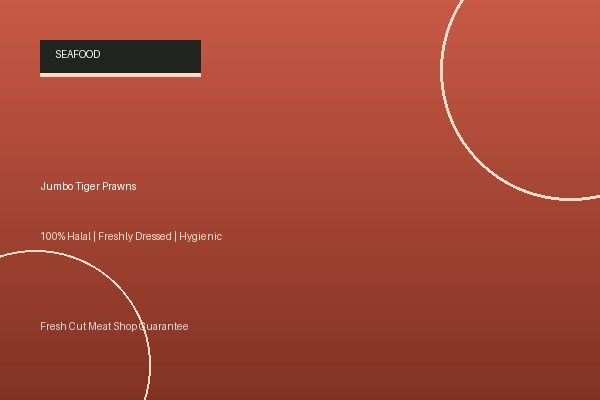 SEAFOOD
Jumbo Tiger Prawns
100% Halal | Freshly Dressed | Hygienic
Fresh Cut Meat Shop Guarantee